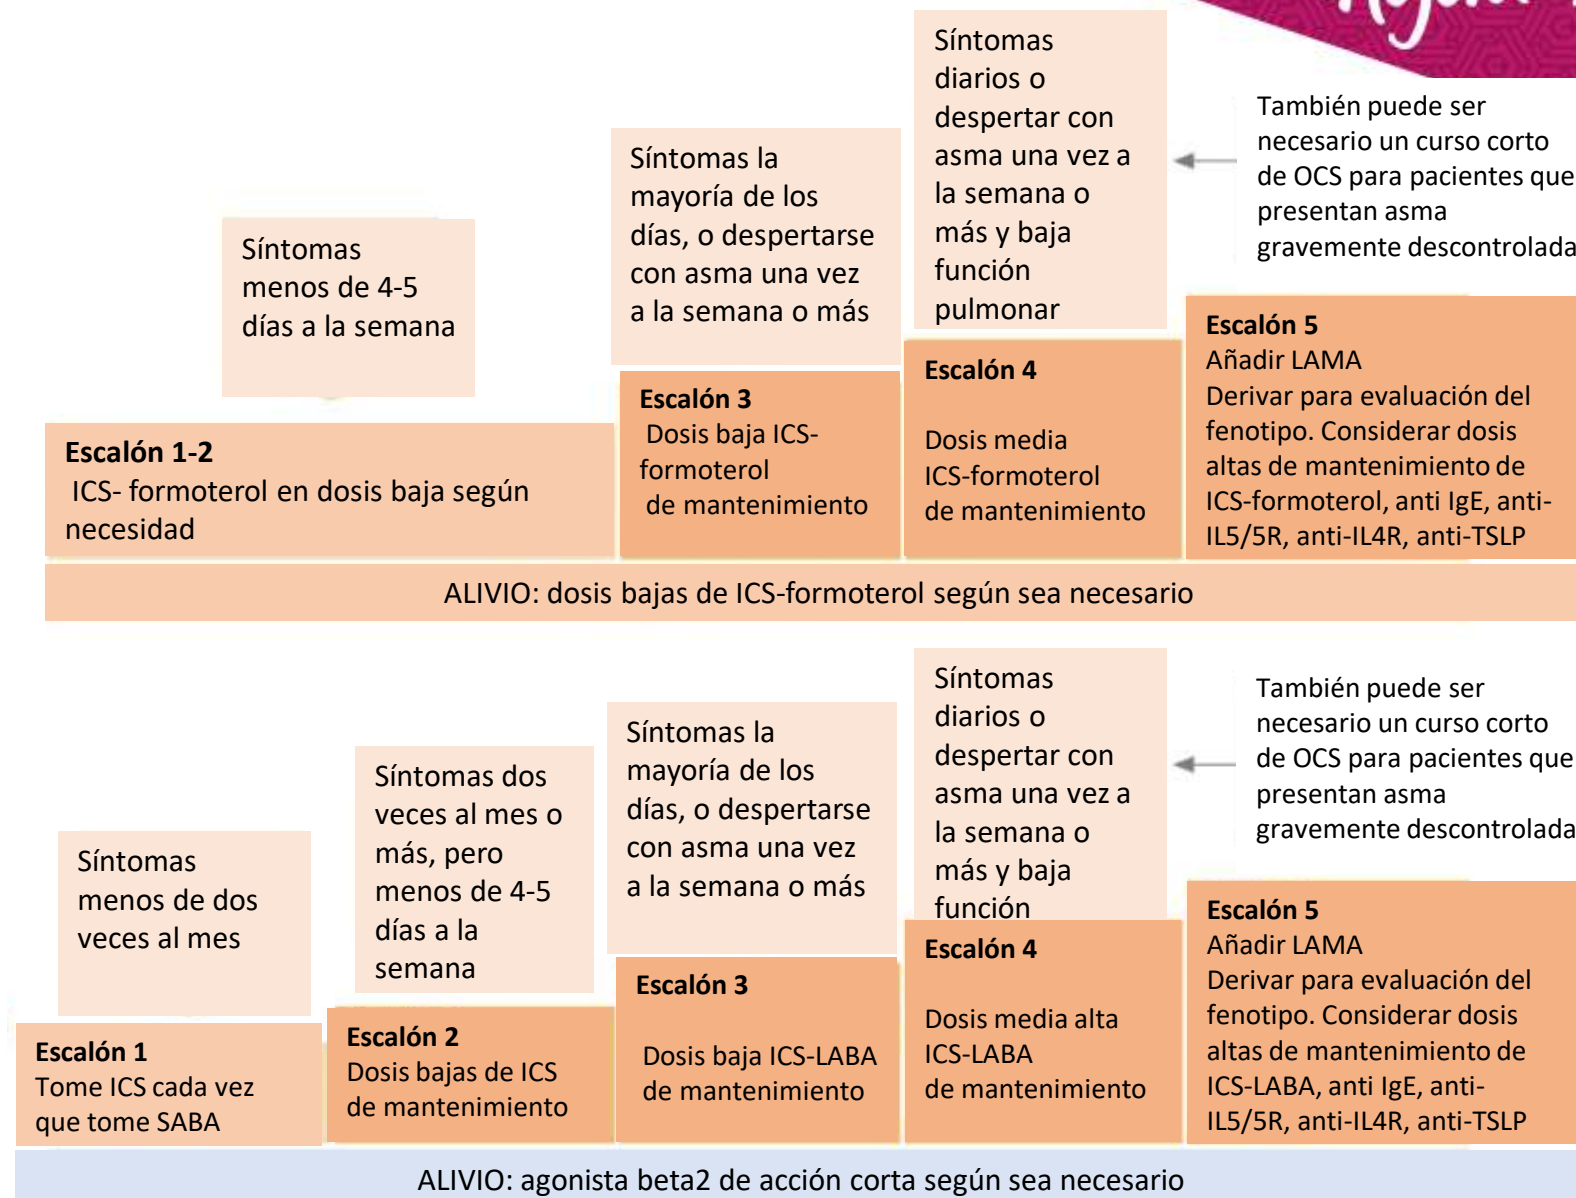 Síntomas
diarios o
despertar con
asma una vez a
la semana o
más y baja
función
pulmonar
También puede ser
necesario un curso corto
de OCS para pacientes que
presentan asma
gravemente descontrolada
Síntomas la
mayoría de los
días, o despertarse
con asma una vez
a la semana o más
Síntomas
menos de 4-5
días a la semana
Escalón 1-2
ICS- formoterol en dosis baja según
necesidad
Escalón 3
Dosis baja ICS-
formoterol
de mantenimiento
Escalón 4
Dosis media
ICS-formoterol
de mantenimiento
Escalón 5
Añadir LAMA
Derivar para evaluación del
fenotipo. Considerar dosis
altas de mantenimiento de
ICS-formoterol, anti IgE, anti-
IL5/5R, anti-IL4R, anti-TSLP
ALIVIO: dosis bajas de ICS-formoterol según sea necesario
Síntomas
menos de dos
veces al mes
Síntomas dos
veces al mes o
más, pero
menos de 4-5
días a la
semana
Síntomas la
mayoría de los
días, o despertarse
con asma una vez
a la semana o más
Síntomas
diarios o
despertar con
asma una vez a
la semana o
más y baja
función
También puede ser
necesario un curso corto
de OCS para pacientes que
presentan asma
gravemente descontrolada
Escalón 1
Tome ICS cada vez
que tome SABA
Escalón 2
Dosis bajas de ICS
de mantenimiento
Escalón 3
Dosis baja ICS-LABA
de mantenimiento
Escalón 4
Dosis media alta
ICS-LABA
de mantenimiento
Escalón 5
Añadir LAMA
Derivar para evaluación del
fenotipo. Considerar dosis
altas de mantenimiento de
ICS-LABA, anti IgE, anti-
IL5/5R, anti-IL4R, anti-TSLP
ALIVIO: agonista beta2 de acción corta según sea necesario